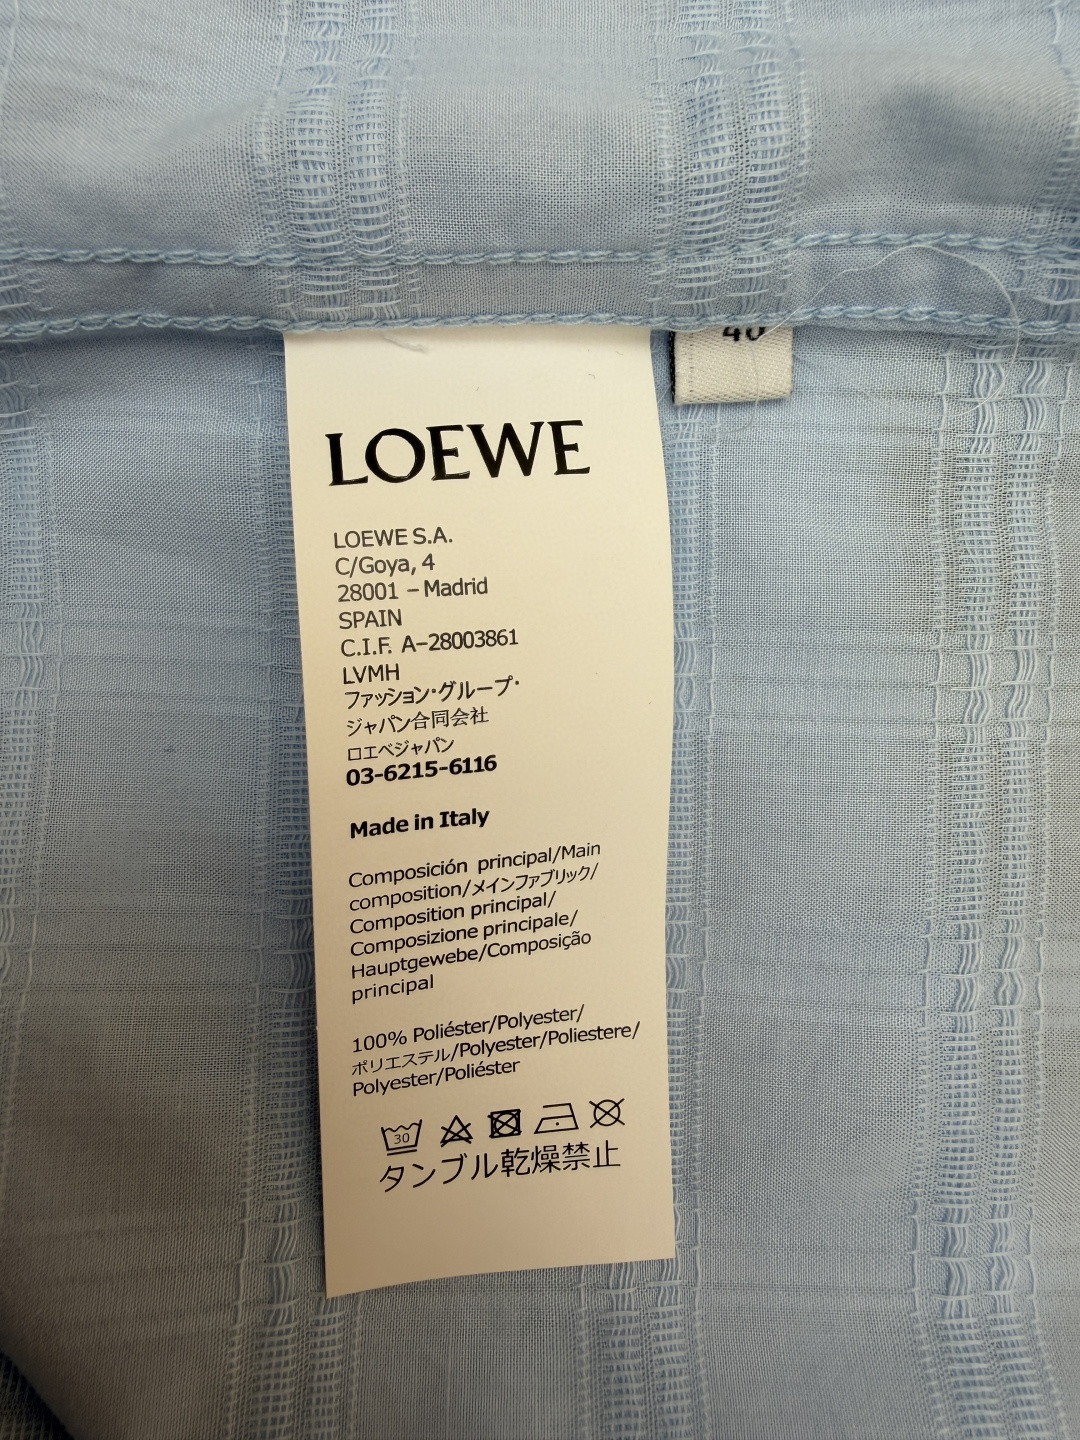 40
LOEWE
LOEWE S.A.
C/Goya, 4
28001 – Madrid
SPAIN
C.I.F. A–28003861
LVMH
ファッション・グループ・
ジャパン合同会社
ロエベジャパン
03-6215-6116
Made in Italy
Composición principal/Main
composition/メインファブリック/
Composition principal/
Composizione principale/
Hauptgewebe/Composição
principal
100% Poliéster/Polyester/
ポリエステル/Polyester/Poliestere/
Polyester/Poliéster
30
タンブル乾燥禁止